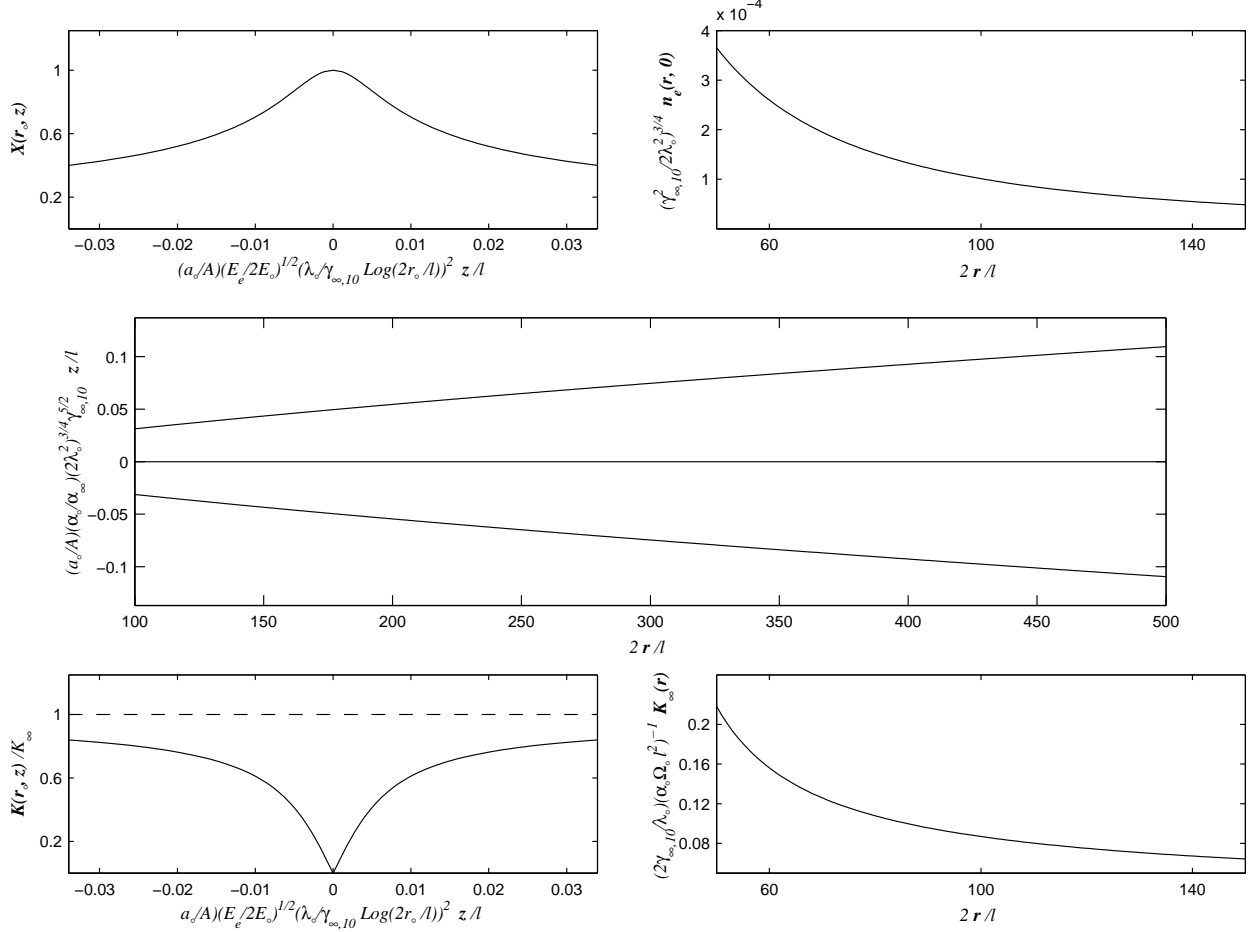 x 10−4
1
0.6
0.2
X(r∘, z)
−0.03 −0.02 −0.01 0 0.01 0.02 0.03
(a∘/A)(Ee/2E∘)1/2(λ∘/γ∞,10 Log(2r∘/l))2 z/l
4
3
2
1
(γ2∞,10/2λ∘2)3/4 ne(r, 0)
60 100 140
2 r/l
0.1
0.05
0
−0.05
−0.1
(a∘/A)(α∘/α∞)(2λ∘2)3/4γ5/2∞,10 z/l
100 150 200 250 300 350 400 450 500
2 r/l
1
0.6
0.2
K(r∘, z)/K∞
−0.03 −0.02 −0.01 0 0.01 0.02 0.03
a∘/A)(Ee/2E∘)1/2(λ∘/γ∞,10 Log(2r∘/l))2 z/l
0.2
0.16
0.12
0.08
(2γ∞,10/λ∘)(α∘Ω∘l2)−1 K∞(r)
60 100 140
2 r/l